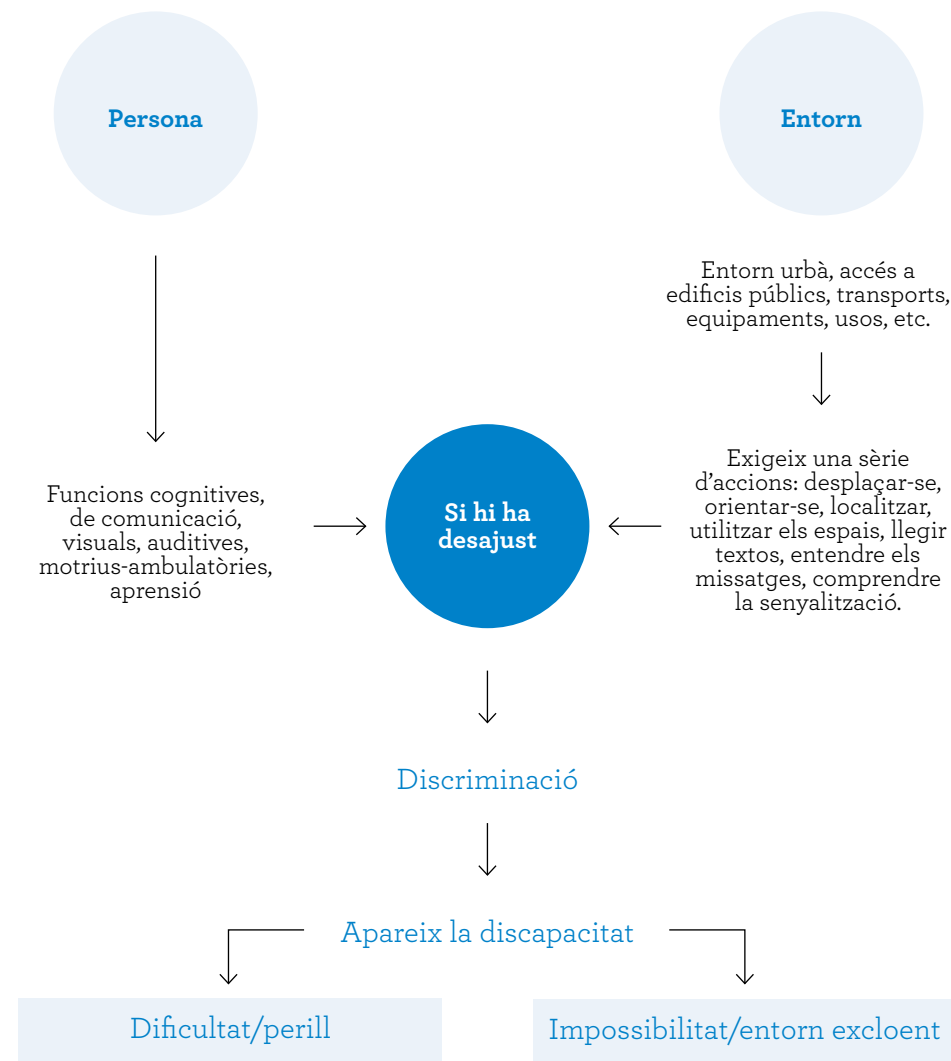 Persona
Entorn
Entorn urbà, accés a
edificis públics, transports,
equipaments, usos, etc.
Funcions cognitives,
de comunicació,
visuals, auditives,
motrius-ambulatòries,
aprensió
Si hi ha
desajust
Exigeix una sèrie
d’accions: desplaçar-se,
orientar-se, localitzar,
utilitzar els espais, llegir
textos, entendre els
missatges, comprendre
la senyalització.
Discriminació
Apareix la discapacitat
Dificultat/perill
Impossibilitat/entorn excloent